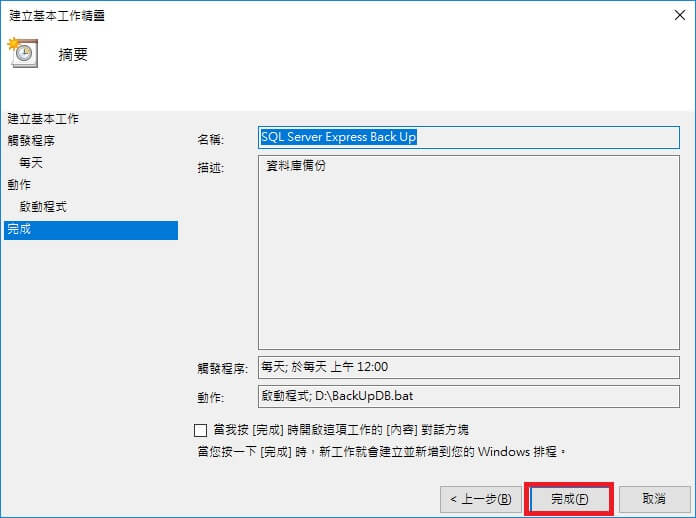 建立基本工作精靈
摘要
建立基本工作
觸發程序
每天
動作
啟動程式
完成
名稱: SQL Server Express Back Up
描述: 資料庫備份
觸發程序: 每天; 於每天 上午 12:00
動作: 啟動程式; D:\BackUpDB.bat
當我按 [完成] 時開啟這項工作的 [內容] 對話方塊
當您按一下 [完成] 時，新工作就會建立並新增到您的 Windows 排程。
< 上一步(B) 完成(F) 取消